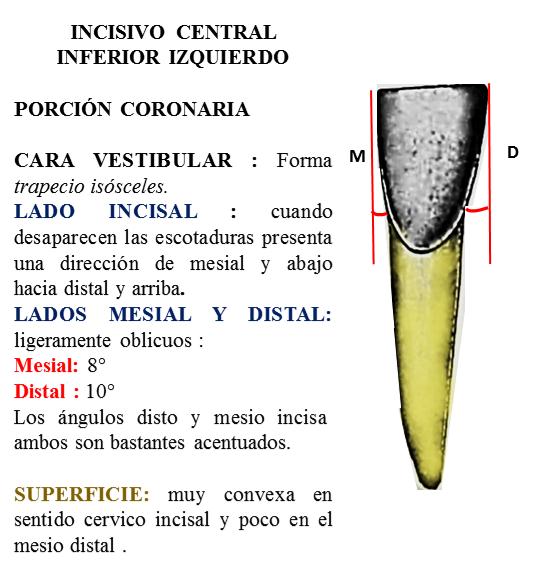 INCISIVO CENTRAL
INFERIOR IZQUIERDO
PORCIÓN CORONARIA
CARA VESTIBULAR : Forma
trapecio isósceles.
LADO INCISAL : cuando
desaparecen las escotaduras presenta
una dirección de mesial y abajo
hacia distal y arriba.
LADOS MESIAL Y DISTAL:
ligeramente oblicuos :
Mesial: 8°
Distal : 10°
Los ángulos disto y mesio incisa
ambos son bastantes acentuados.
SUPERFICIE: muy convexa en
sentido cervico incisal y poco en el
mesio distal .
M
D